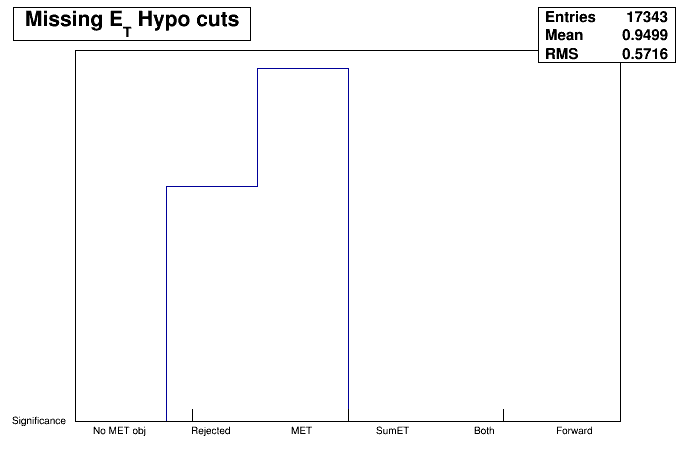 Missing E_T Hypo cuts
Entries 17343
Mean 0.9499
RMS 0.5716
Significance
No MET obj Rejected MET SumET Both Forward